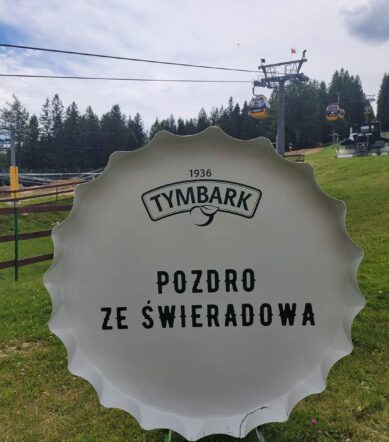 1936
TYMBARK
POZDRO
ZE ŚWIERADOWA